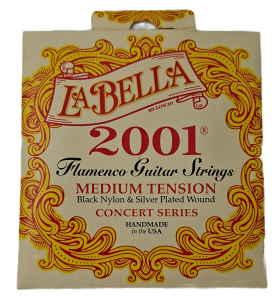 LABELLA
2001®
Flamenco Guitar Strings
MEDIUM TENSION
Black Nylon & Silver Plated Wound
CONCERT SERIES
HANDMADE
in the USA